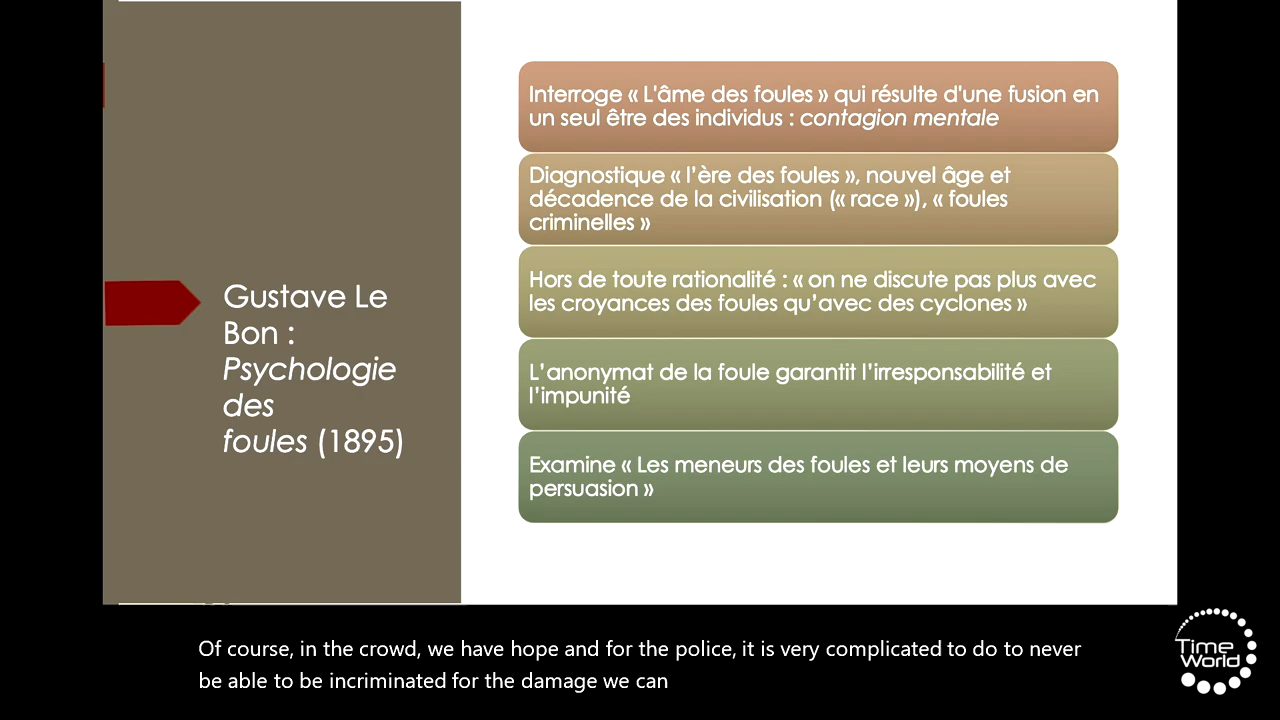 Gustave Le
Bon :
Psychologie
des
foules (1895)
Interroge « L'âme des foules » qui résulte d'une fusion en
un seul être des individus : contagion mentale
Diagnostique « l’ère des foules », nouvel âge et
décadence de la civilisation (« race »), « foules
criminelles »
Hors de toute rationalité : « on ne discute pas plus avec
les croyances des foules qu’avec des cyclones »
L’anonymat de la foule garantit l’irresponsabilité et
l’impunité
Examine « Les meneurs des foules et leurs moyens de
persuasion »
Of course, in the crowd, we have hope and for the police, it is very complicated to do to never
be able to be incriminated for the damage we can
Time
World